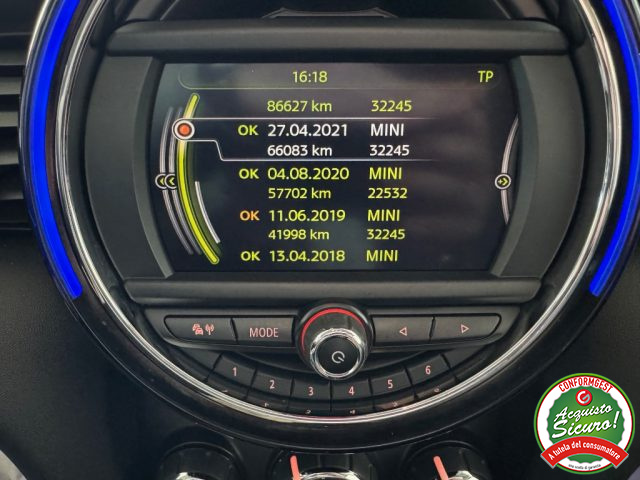 16:18 TP
86627 km 32245
OK 27.04.2021 MINI
66083 km 32245
OK 04.08.2020 MINI
57702 km 22532
OK 11.06.2019 MINI
41998 km 32245
OK 13.04.2018 MINI
MODE
1 2 3 4 5 6
CONFORMGEST
Acquisto
Sicuro!
A tutela del consumatore